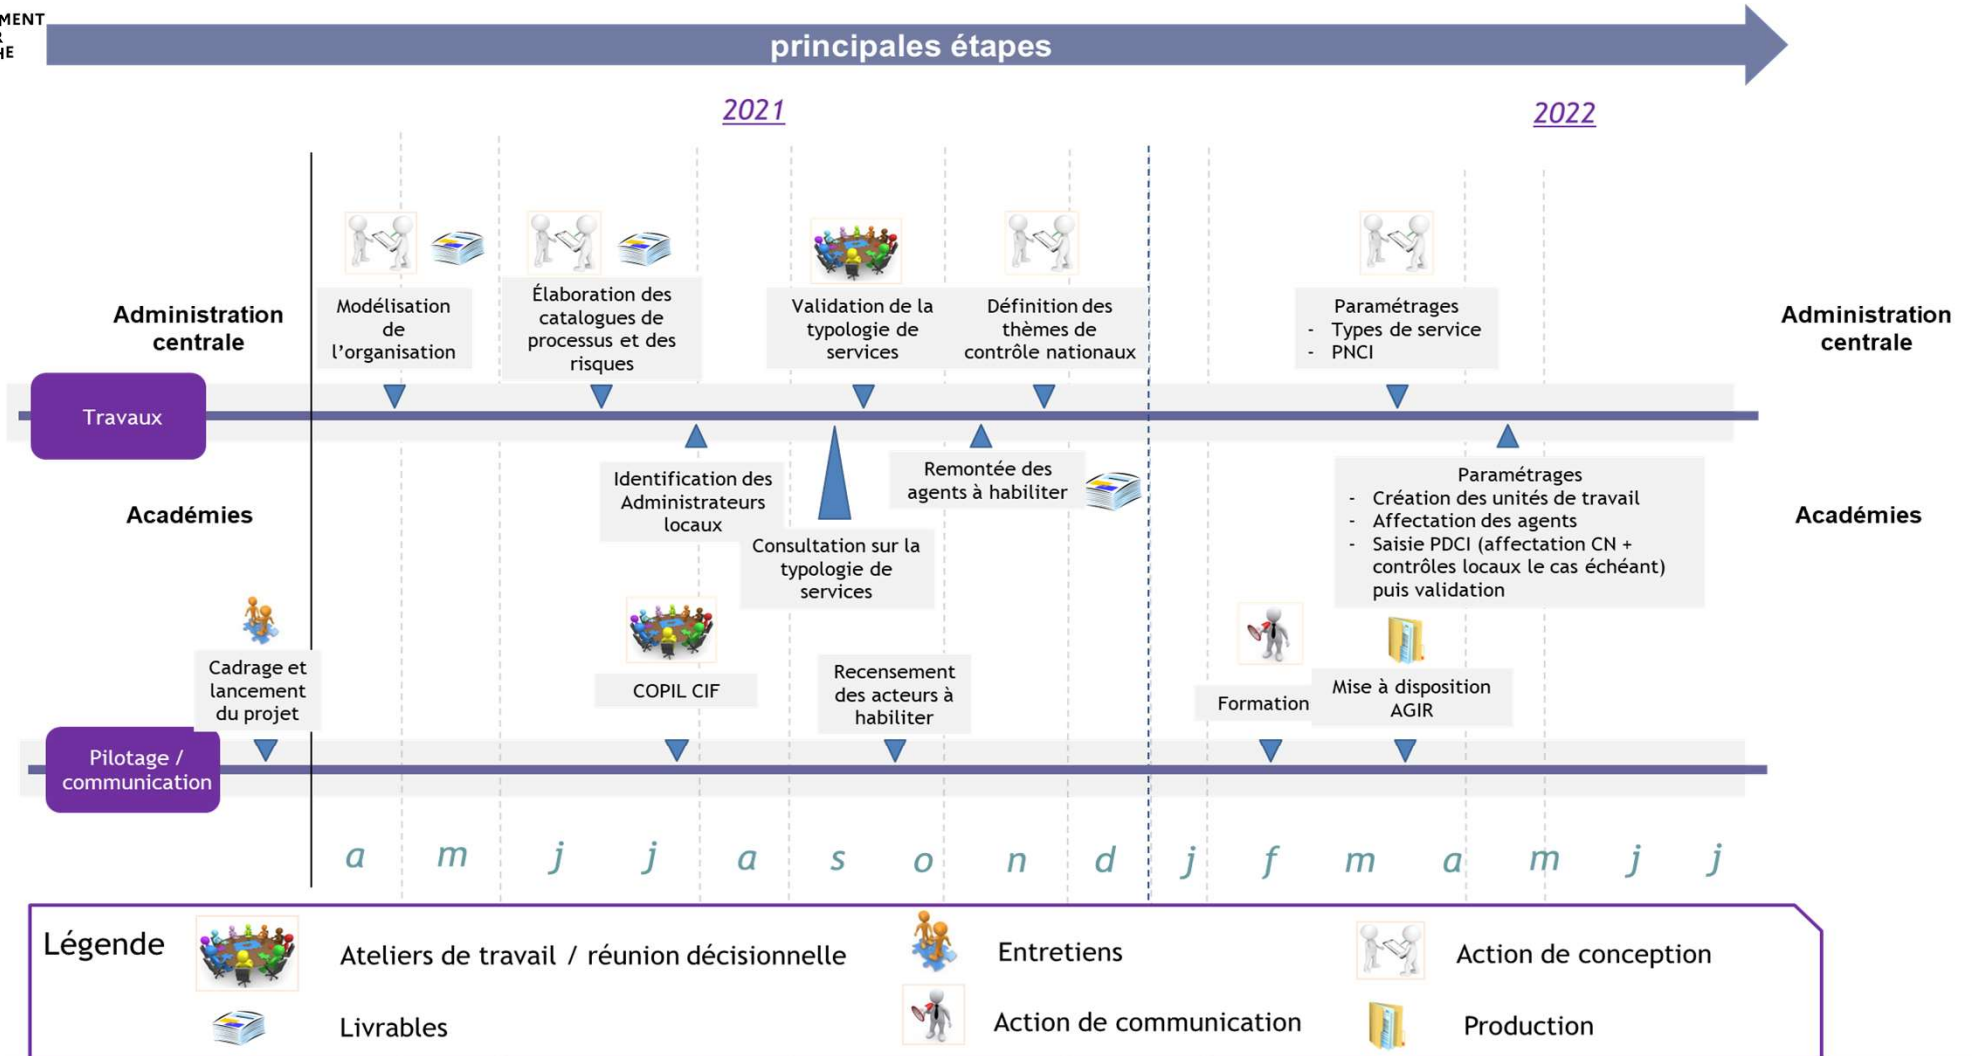 MENT
R
HE
principales étapes
2021
2022
Administration
centrale
Modélisation
de
l'organisation
Élaboration des
catalogues de
processus et des
risques
Validation de la
typologie de
services
Définition des
thèmes de
contrôle nationaux
Paramétrages
- Types de service
- PNCI
Administration
centrale
Travaux
Académies
Identification des
Administrateurs
locaux
Consultation sur la
typologie de
services
Remontée des
agents à habiliter
Paramétrages
- Création des unités de travail
- Affectation des agents
- Saisie PDCI (affectation CN +
contrôles locaux le cas échéant)
puis validation
Académies
Cadrage et
lancement
du projet
COPIL CIF
Recensement
des acteurs à
habiliter
Formation
Mise à disposition
AGIR
Pilotage /
communication
a m j j a s o n d j f m a m j j
Légende
Ateliers de travail / réunion décisionnelle
Entretiens
Action de conception
Livrables
Action de communication
Production